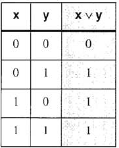 x y x ∨ y
0 0 0
0 1 1
1 0 1
1 1 1